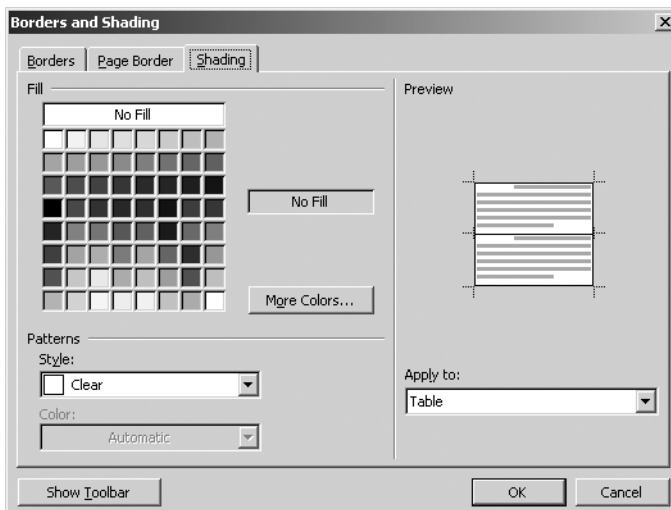 Borders and Shading
Borders Page Border Shading
Fill
No Fill
No Fill
More Colors...
Patterns
Style:
Clear
Color:
Automatic
Preview
Apply to:
Table
Show Toolbar
OK Cancel